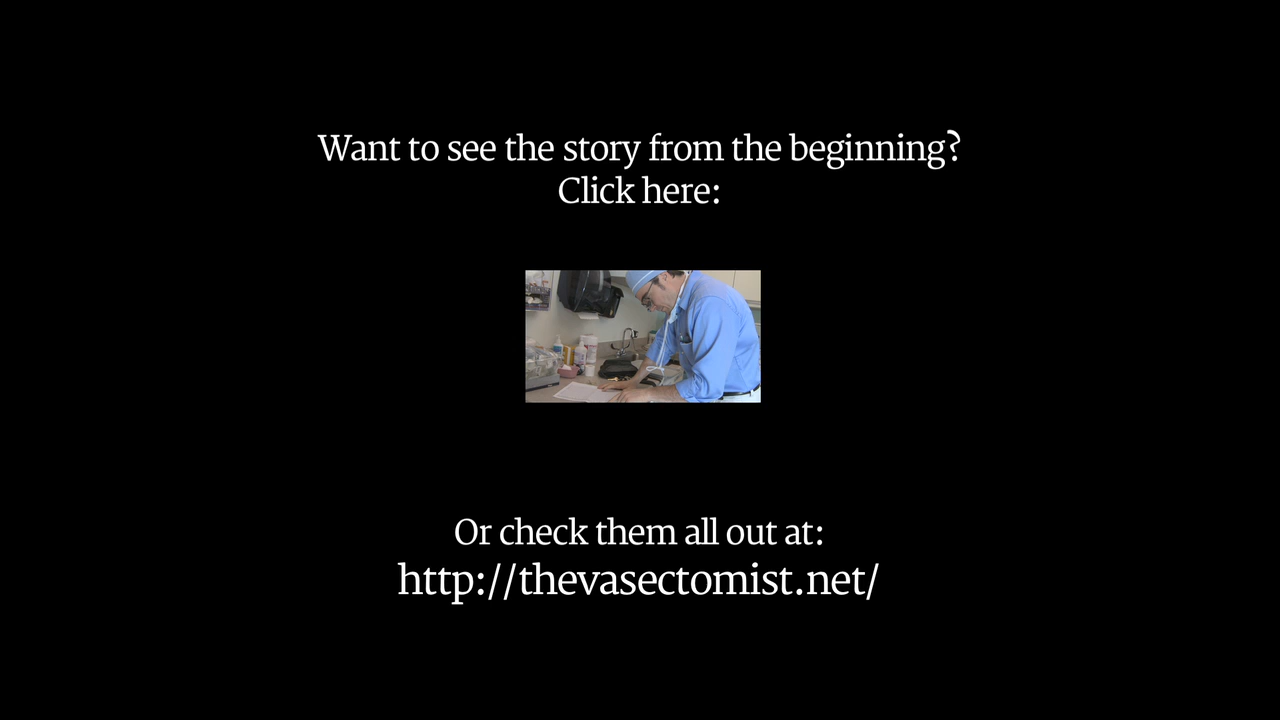 Want to see the story from the beginning?
Click here:
Or check them all out at:
http://thevasectomist.net/